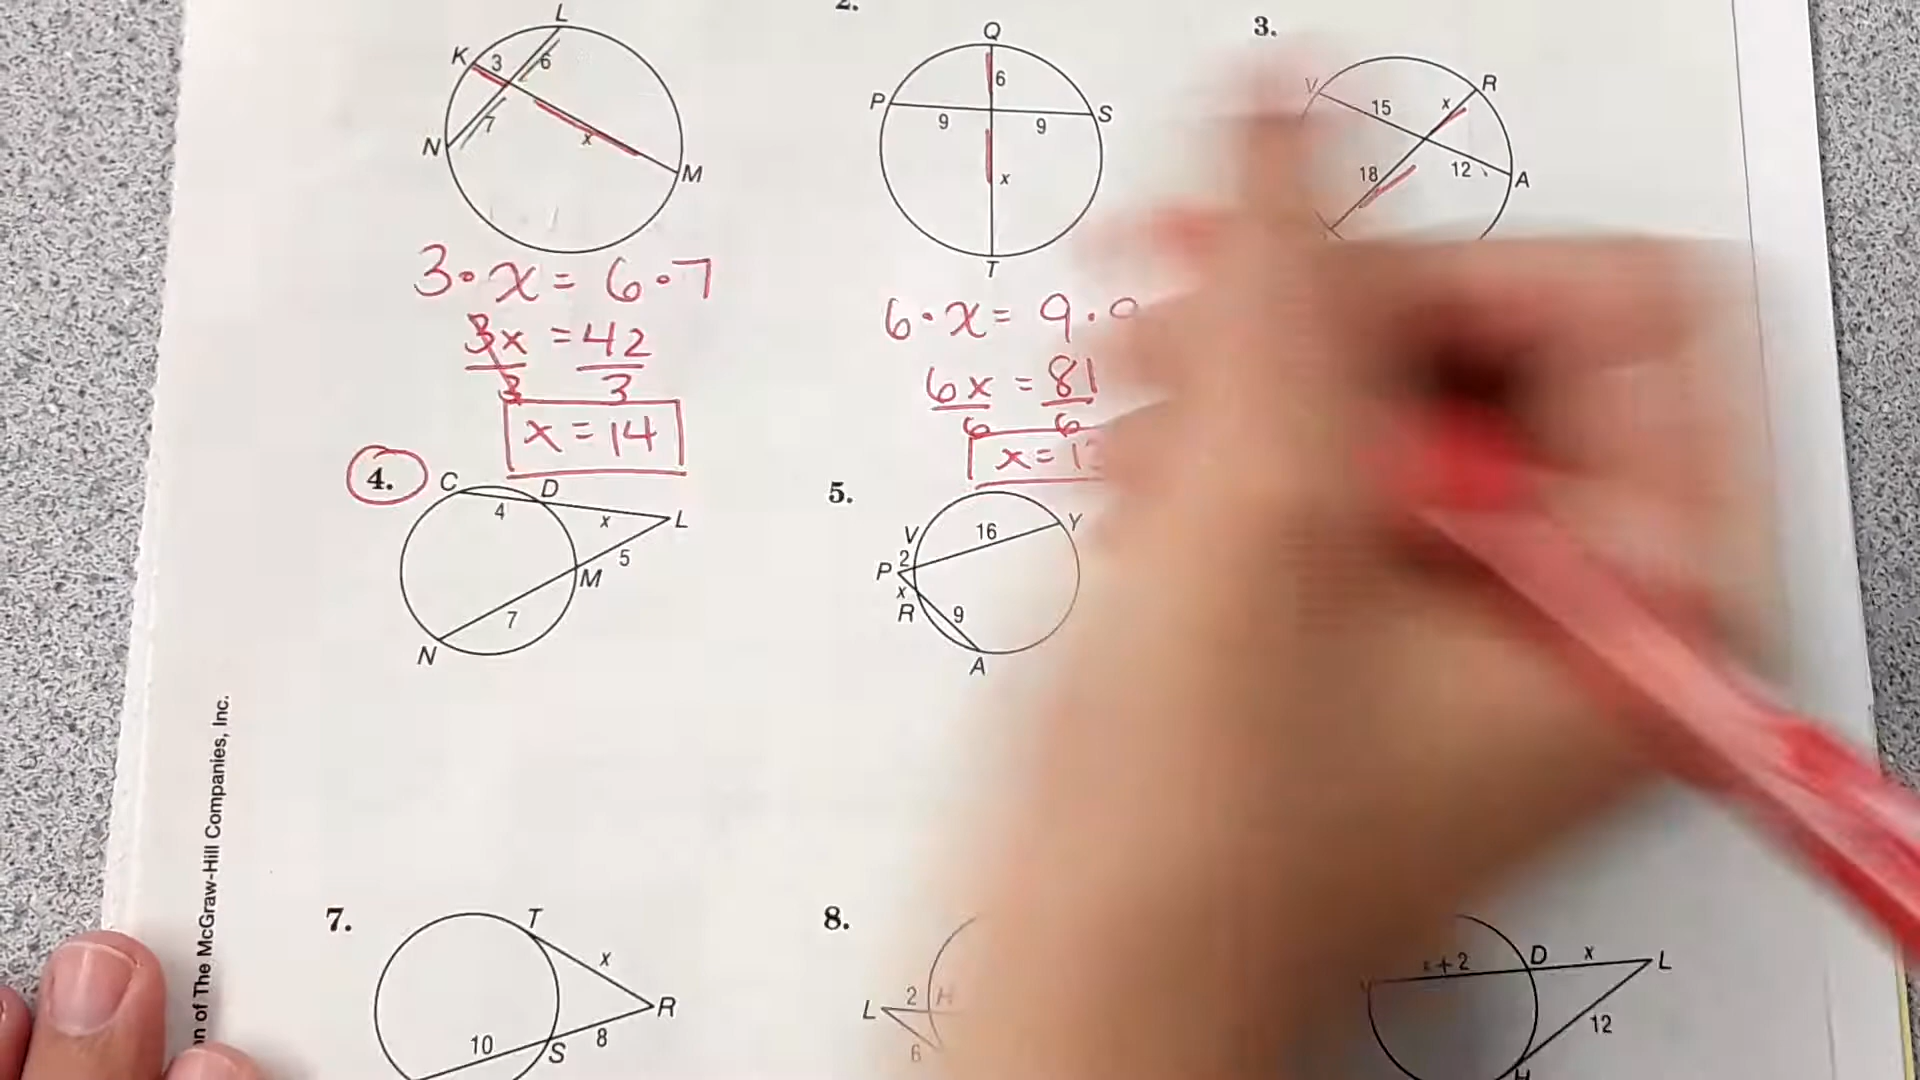 2.
3.
L
K 3 6
7
N
x
M
Q
6
P
9 9
S
x
T
V
15
x
R
18
12
A
3·x = 6·7
3x = 42
3 3
x = 14
6·x = 9·9
6x = 81
6 6
x = 13
4.
C D
4
x
L
5
M
7
N
5.
V
16
Y
P 2
x
R
9
A
7.
T
x
R
10
S
8
8.
L 2 H
6
x + 2
D
x
L
12
H
n of The McGraw-Hill Companies, Inc.